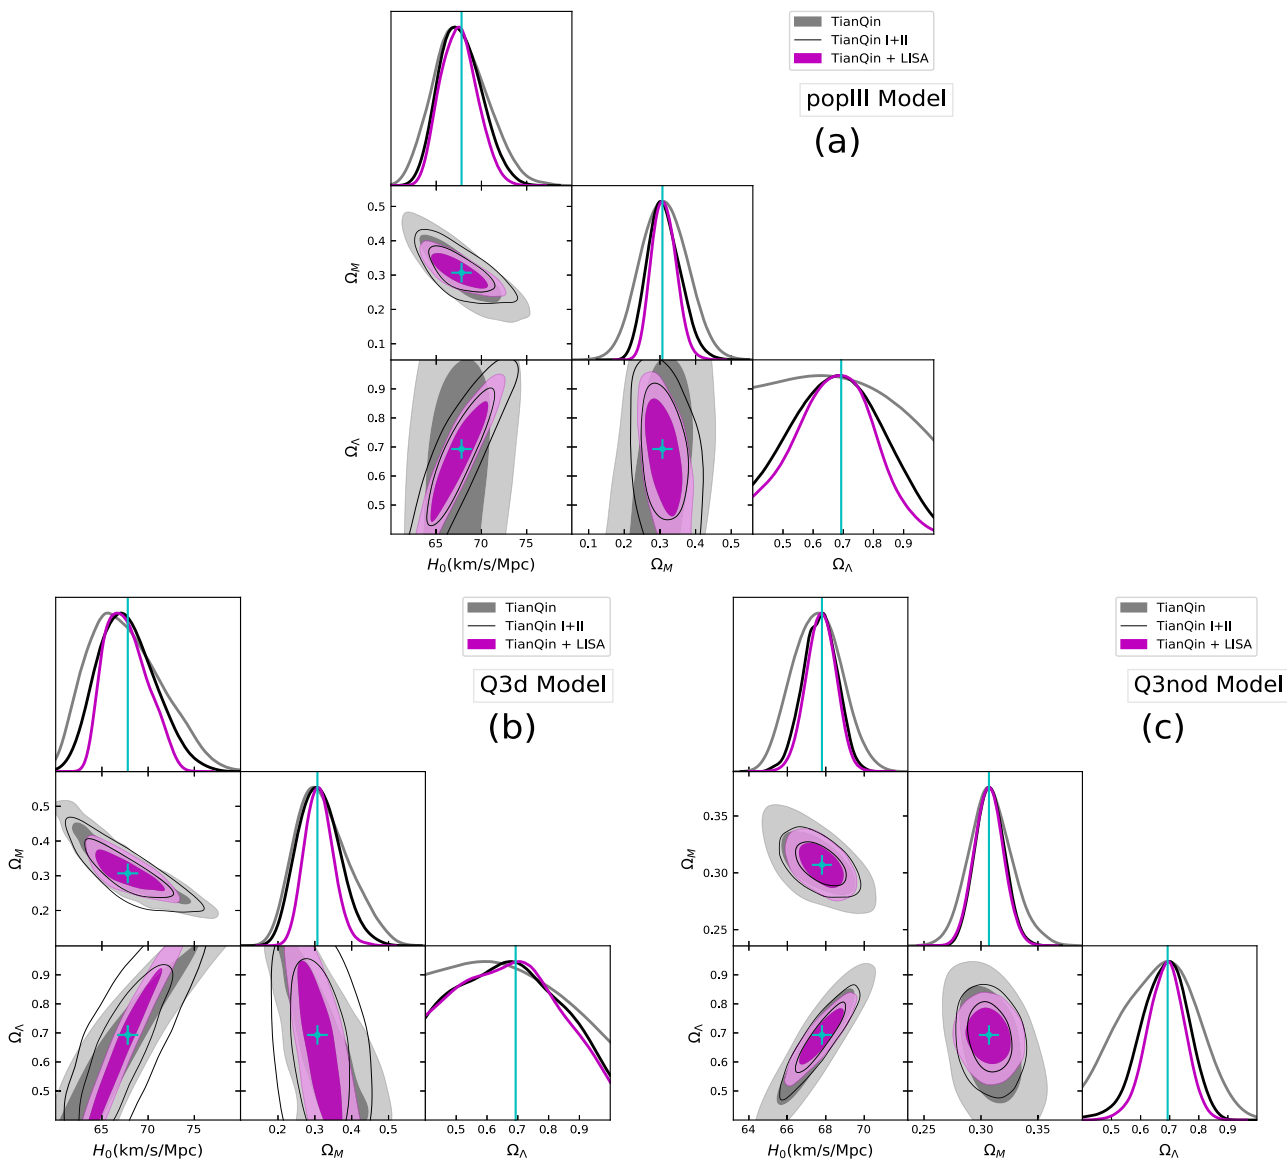 TianQin
TianQin I+II
TianQin + LISA
popIII Model
(a)
0.5
0.4
0.3
0.2
0.1
Ω_M
0.9
0.8
0.7
0.6
0.5
Ω_Λ
65 70 75
0.1 0.2 0.3 0.4 0.5
0.5 0.6 0.7 0.8 0.9
H_0(km/s/Mpc)
Ω_M
Ω_Λ
TianQin
TianQin I+II
TianQin + LISA
Q3d Model
(b)
0.5
0.4
0.3
0.2
Ω_M
0.9
0.8
0.7
0.6
0.5
Ω_Λ
65 70 75
0.2 0.3 0.4 0.5
0.5 0.6 0.7 0.8 0.9
H_0(km/s/Mpc)
Ω_M
Ω_Λ
TianQin
TianQin I+II
TianQin + LISA
Q3nod Model
(c)
0.35
0.30
0.25
Ω_M
0.9
0.8
0.7
0.6
0.5
Ω_Λ
64 66 68 70
0.25 0.30 0.35
0.5 0.6 0.7 0.8 0.9
H_0(km/s/Mpc)
Ω_M
Ω_Λ